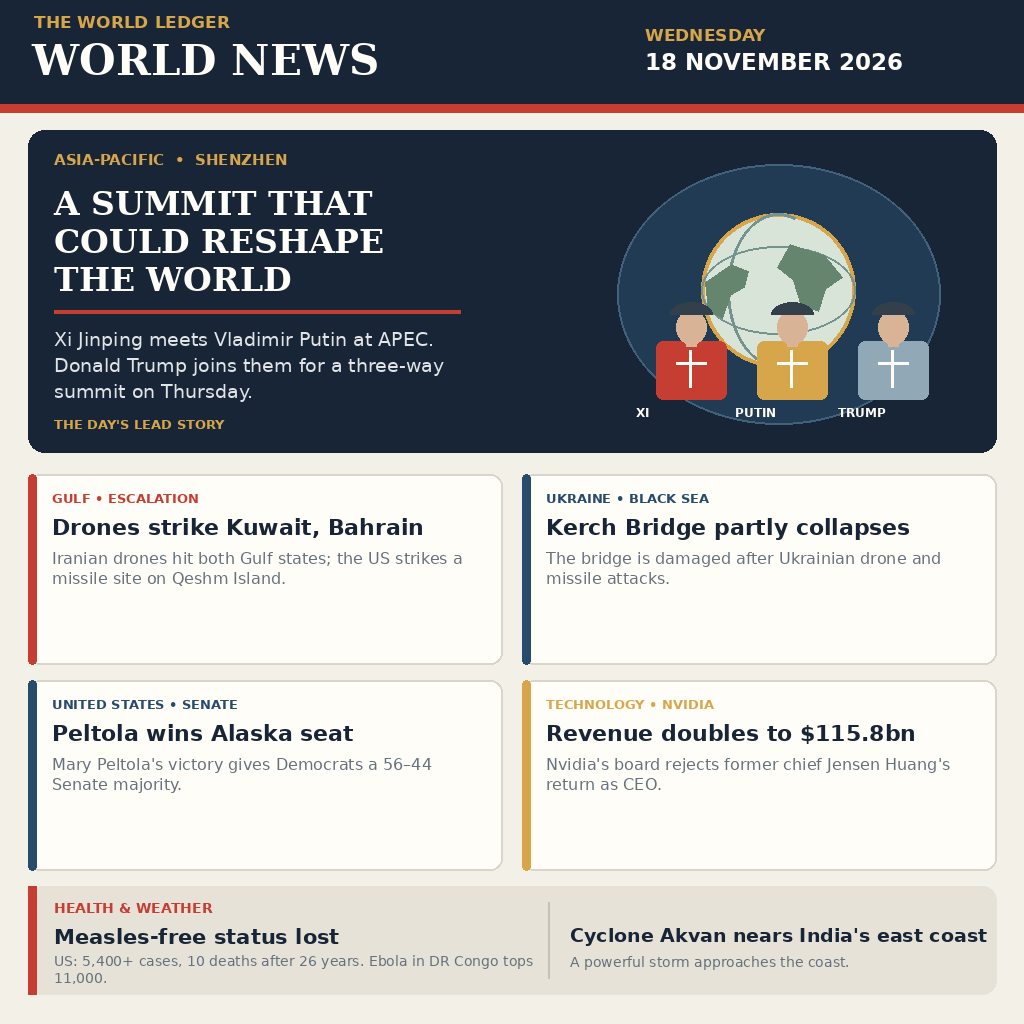 THE WORLD LEDGER
WORLD NEWS
WEDNESDAY
18 NOVEMBER 2026
ASIA-PACIFIC • SHENZHEN
A SUMMIT THAT
COULD RESHAPE
THE WORLD
Xi Jinping meets Vladimir Putin at APEC.
Donald Trump joins them for a three-way
summit on Thursday.
THE DAY'S LEAD STORY
XI
PUTIN
TRUMP
GULF • ESCALATION
Drones strike Kuwait, Bahrain
Iranian drones hit both Gulf states; the US strikes a
missile site on Qeshm Island.
UKRAINE • BLACK SEA
Kerch Bridge partly collapses
The bridge is damaged after Ukrainian drone and
missile attacks.
UNITED STATES • SENATE
Peltola wins Alaska seat
Mary Peltola's victory gives Democrats a 56–44
Senate majority.
TECHNOLOGY • NVIDIA
Revenue doubles to $115.8bn
Nvidia's board rejects former chief Jensen Huang's
return as CEO.
HEALTH & WEATHER
Measles-free status lost
US: 5,400+ cases, 10 deaths after 26 years. Ebola in DR Congo tops
11,000.
Cyclone Akvan nears India's east coast
A powerful storm approaches the coast.